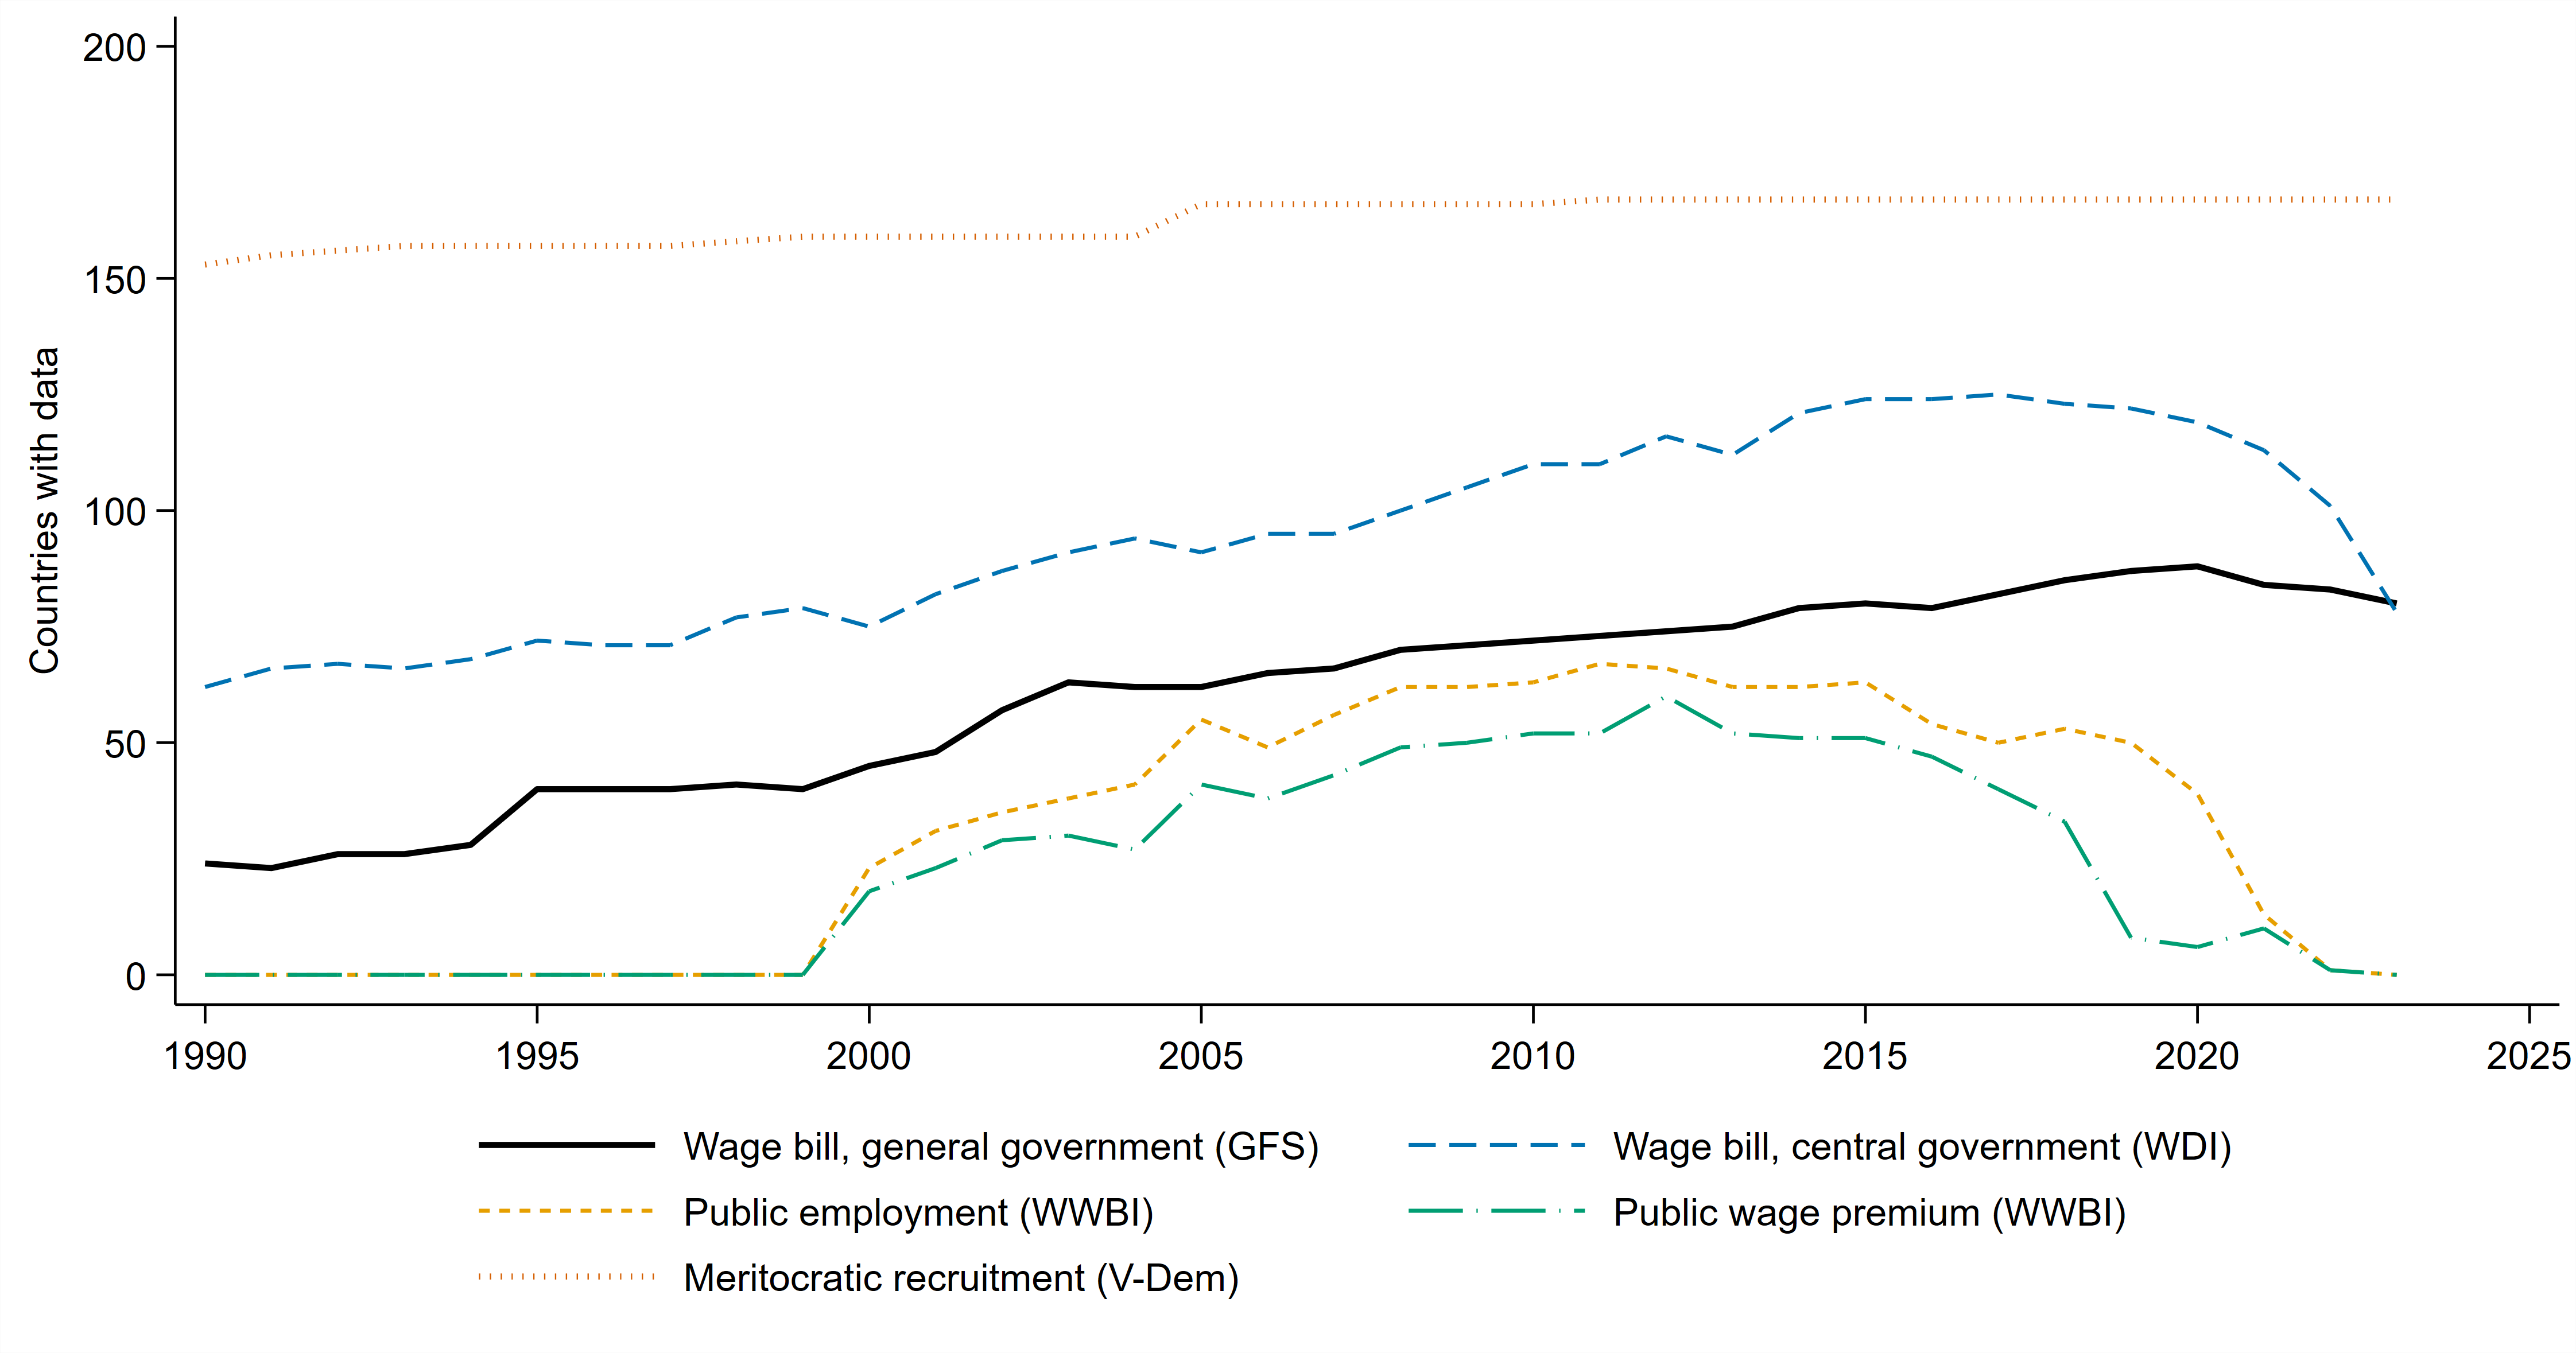 Countries with data
200
150
100
50
0
1990 1995 2000 2005 2010 2015 2020 2025
Wage bill, general government (GFS) Wage bill, central government (WDI)
Public employment (WWBI) Public wage premium (WWBI)
Meritocratic recruitment (V-Dem)